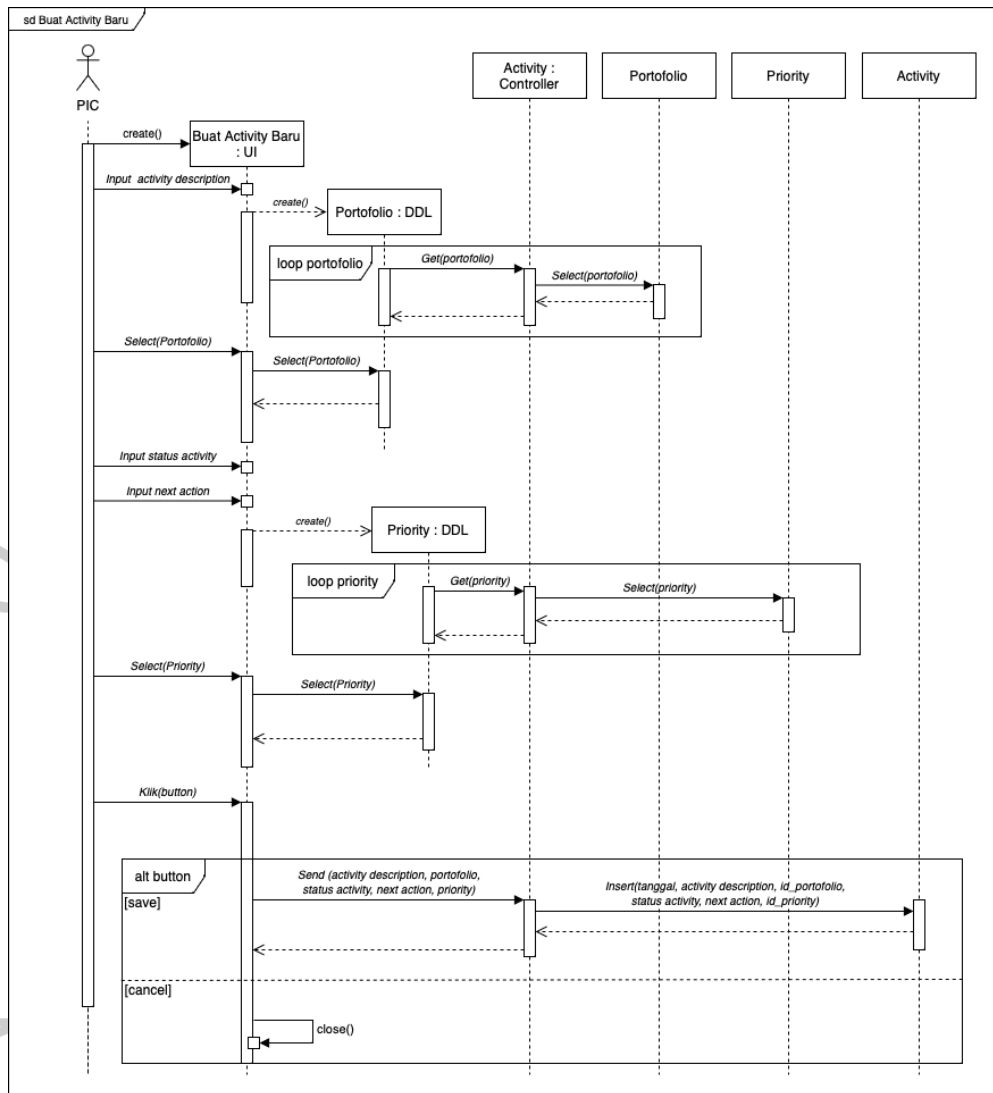 sd Buat Activity Baru
PIC
Activity :
Controller
Portofolio
Priority
Activity
create()
Buat Activity Baru
: UI
Input activity description
create()
Portofolio : DDL
loop portofolio
Get(portofolio)
Select(portofolio)
Select(Portofolio)
Select(Portofolio)
Input status activity
Input next action
create()
Priority : DDL
loop priority
Get(priority)
Select(priority)
Select(Priority)
Select(Priority)
Klik(button)
alt button
[save]
Send (activity description, portofolio,
status activity, next action, priority)
Insert(tanggal, activity description, id_portofolio,
status activity, next action, id_priority)
[cancel]
close()